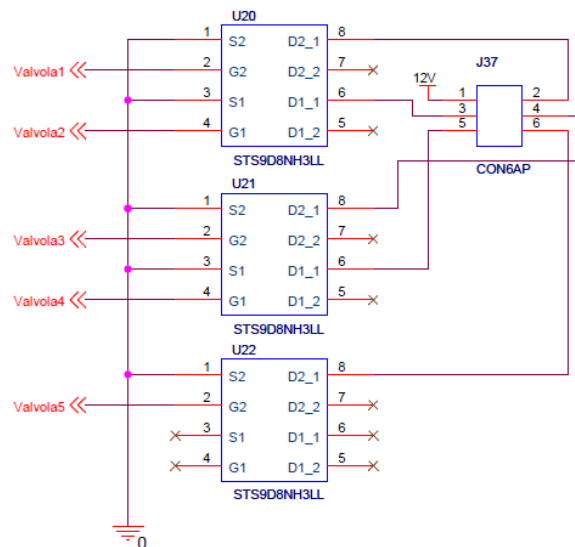 U20
1 S2 D2_1 8
Valvola1 2 G2 D2_2 7
3 S1 D1_1 6
Valvola2 4 G1 D1_2 5
STS9D8NH3LL
J37
12V
1 2
3 4
5 6
CON6AP
U21
1 S2 D2_1 8
Valvola3 2 G2 D2_2 7
3 S1 D1_1 6
Valvola4 4 G1 D1_2 5
STS9D8NH3LL
U22
1 S2 D2_1 8
Valvola5 2 G2 D2_2 7
3 S1 D1_1 6
4 G1 D1_2 5
STS9D8NH3LL
0